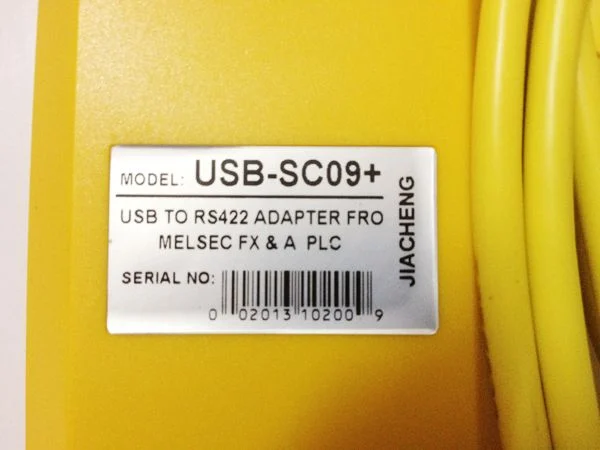 MODEL: USB-SC09+
USB TO RS422 ADAPTER FRO
MELSEC FX & A PLC
SERIAL NO:
0 02013 10200 9
JIACHENG